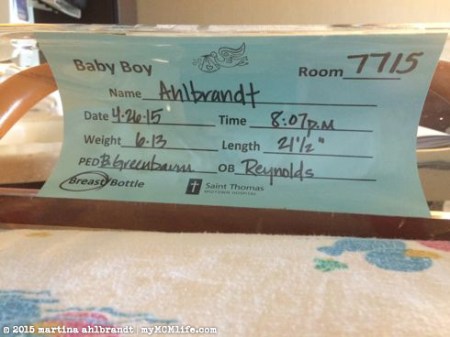 Baby Boy Room 7715
Name Ahlbrandt
Date 4-26-15 Time 8:07p.m
Weight 6.13 Length 21 1/2"
PED B Greenbaum OB Reynolds
Breast/Bottle Saint Thomas
© 2015 martina ahlbrandt myMCMlife.com